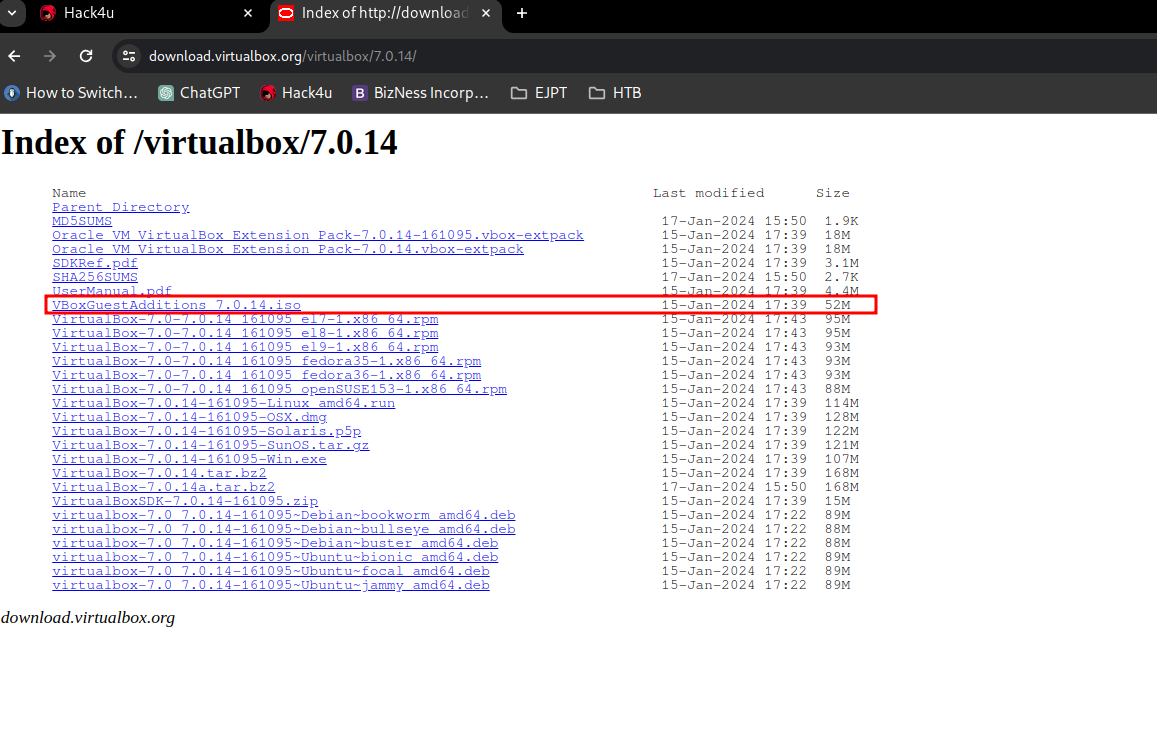 Hack4u
Index of http://download
download.virtualbox.org/virtualbox/7.0.14/
How to Switch...
ChatGPT
Hack4u
BizNess Incorp...
EJPT
HTB
Index of /virtualbox/7.0.14
Name Last modified Size
Parent Directory
MD5SUMS 17-Jan-2024 15:50 1.9K
Oracle_VM_VirtualBox_Extension_Pack-7.0.14-161095.vbox-extpack 15-Jan-2024 17:39 18M
Oracle_VM_VirtualBox_Extension_Pack-7.0.14.vbox-extpack 15-Jan-2024 17:39 18M
SDKRef.pdf 15-Jan-2024 17:39 3.1M
SHA256SUMS 17-Jan-2024 15:50 2.7K
UserManual.pdf 15-Jan-2024 17:39 4.4M
VBoxGuestAdditions_7.0.14.iso 15-Jan-2024 17:39 52M
VirtualBox-7.0-7.0.14_161095_el7-1.x86_64.rpm 15-Jan-2024 17:43 95M
VirtualBox-7.0-7.0.14_161095_el8-1.x86_64.rpm 15-Jan-2024 17:43 95M
VirtualBox-7.0-7.0.14_161095_el9-1.x86_64.rpm 15-Jan-2024 17:43 93M
VirtualBox-7.0-7.0.14_161095_fedora35-1.x86_64.rpm 15-Jan-2024 17:43 93M
VirtualBox-7.0-7.0.14_161095_fedora36-1.x86_64.rpm 15-Jan-2024 17:43 93M
VirtualBox-7.0-7.0.14_161095_openSUSE153-1.x86_64.rpm 15-Jan-2024 17:43 88M
VirtualBox-7.0.14-161095-Linux_amd64.run 15-Jan-2024 17:39 114M
VirtualBox-7.0.14-161095-OSX.dmg 15-Jan-2024 17:39 128M
VirtualBox-7.0.14-161095-Solaris.p5p 15-Jan-2024 17:39 122M
VirtualBox-7.0.14-161095-SunOS.tar.gz 15-Jan-2024 17:39 121M
VirtualBox-7.0.14-161095-Win.exe 15-Jan-2024 17:39 107M
VirtualBox-7.0.14.tar.bz2 15-Jan-2024 17:39 168M
VirtualBox-7.0.14a.tar.bz2 17-Jan-2024 15:50 168M
VirtualBoxSDK-7.0.14-161095.zip 15-Jan-2024 17:39 15M
virtualbox-7.0_7.0.14-161095~Debian~bookworm_amd64.deb 15-Jan-2024 17:22 89M
virtualbox-7.0_7.0.14-161095~Debian~bullseye_amd64.deb 15-Jan-2024 17:22 88M
virtualbox-7.0_7.0.14-161095~Debian~buster_amd64.deb 15-Jan-2024 17:22 88M
virtualbox-7.0_7.0.14-161095~Ubuntu~bionic_amd64.deb 15-Jan-2024 17:22 89M
virtualbox-7.0_7.0.14-161095~Ubuntu~focal_amd64.deb 15-Jan-2024 17:22 89M
virtualbox-7.0_7.0.14-161095~Ubuntu~jammy_amd64.deb 15-Jan-2024 17:22 89M
download.virtualbox.org